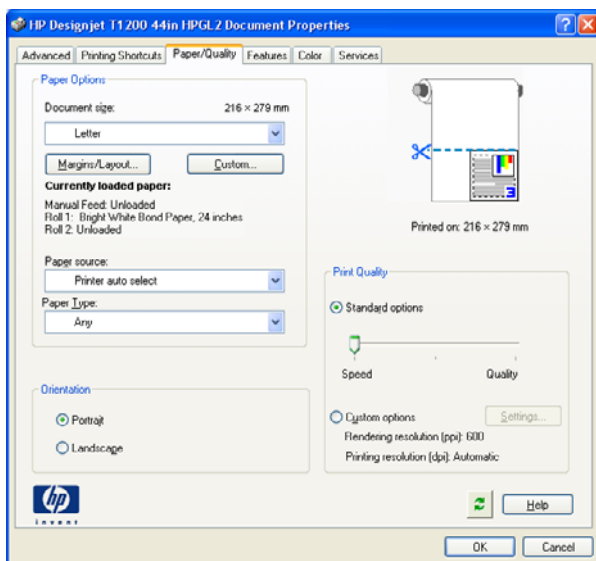 HP Designjet T1200 44in HPGL2 Document Properties
Advanced Printing Shortcuts Paper/Quality Features Color Services
Paper Options
Document size: 216 × 279 mm
Letter
Margins/Layout... Custom...
Currently loaded paper:
Manual Feed: Unloaded
Roll 1: Bright White Bond Paper, 24 inches
Roll 2: Unloaded
Paper source:
Printer auto select
Paper Type:
Any
Orientation
Portrait
Landscape
3
Printed on: 216 × 279 mm
Print Quality
Standard options
Speed Quality
Custom options Settings...
Rendering resolution (ppi): 600
Printing resolution (dpi): Automatic
hp
invent
Help
OK Cancel